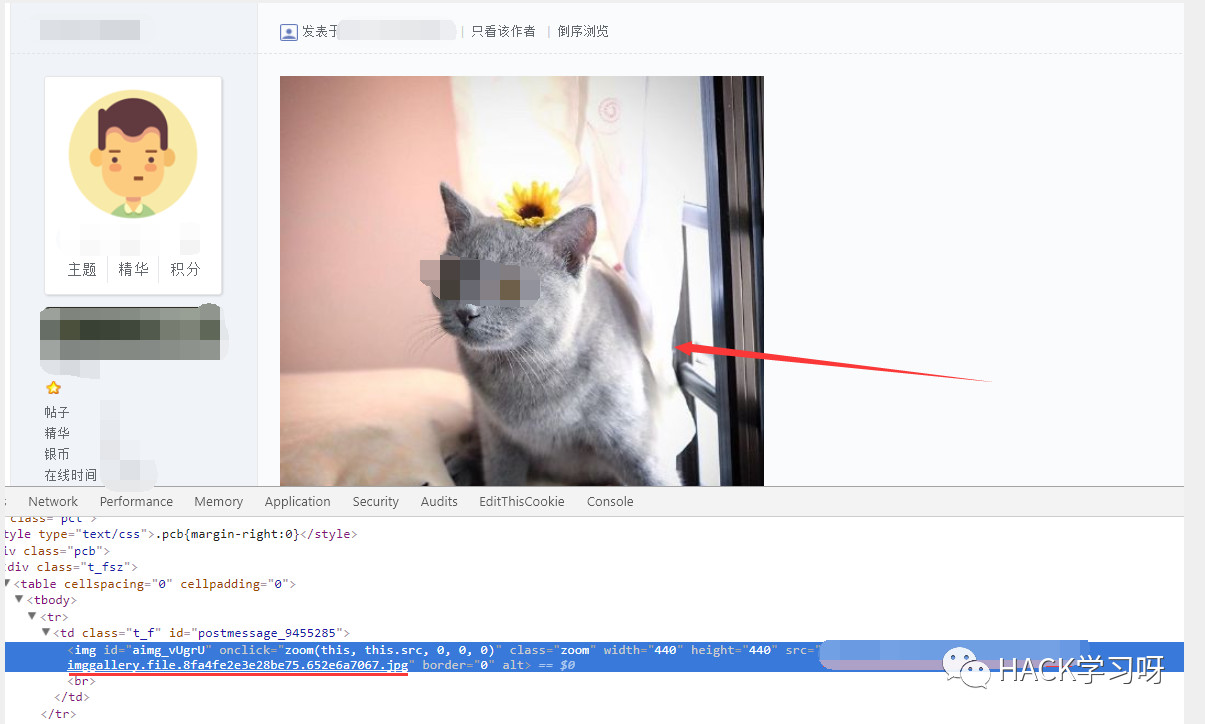 发表于 | 只看该作者 | 倒序浏览
主题 精华 积分
帖子
精华
银币
在线时间
Network Performance Memory Application Security Audits EditThisCookie Console
class="pct">
tyle type="text/css">.pcb{margin-right:0}</style>
iv class="pcb">
div class="t_fsz">
▼<table cellspacing="0" cellpadding="0">
▼<tbody>
▼<tr>
▼<td class="t_f" id="postmessage_9455285">
<img id="aimg_vUgrU" onclick="zoom(this, this.src, 0, 0, 0)" class="zoom" width="440" height="440" src="
imggallery.file.8fa4fe2e3e28be75.652e6a7067.jpg" border="0" alt> == $0
<br>
</td>
</tr>
HACK学习呀